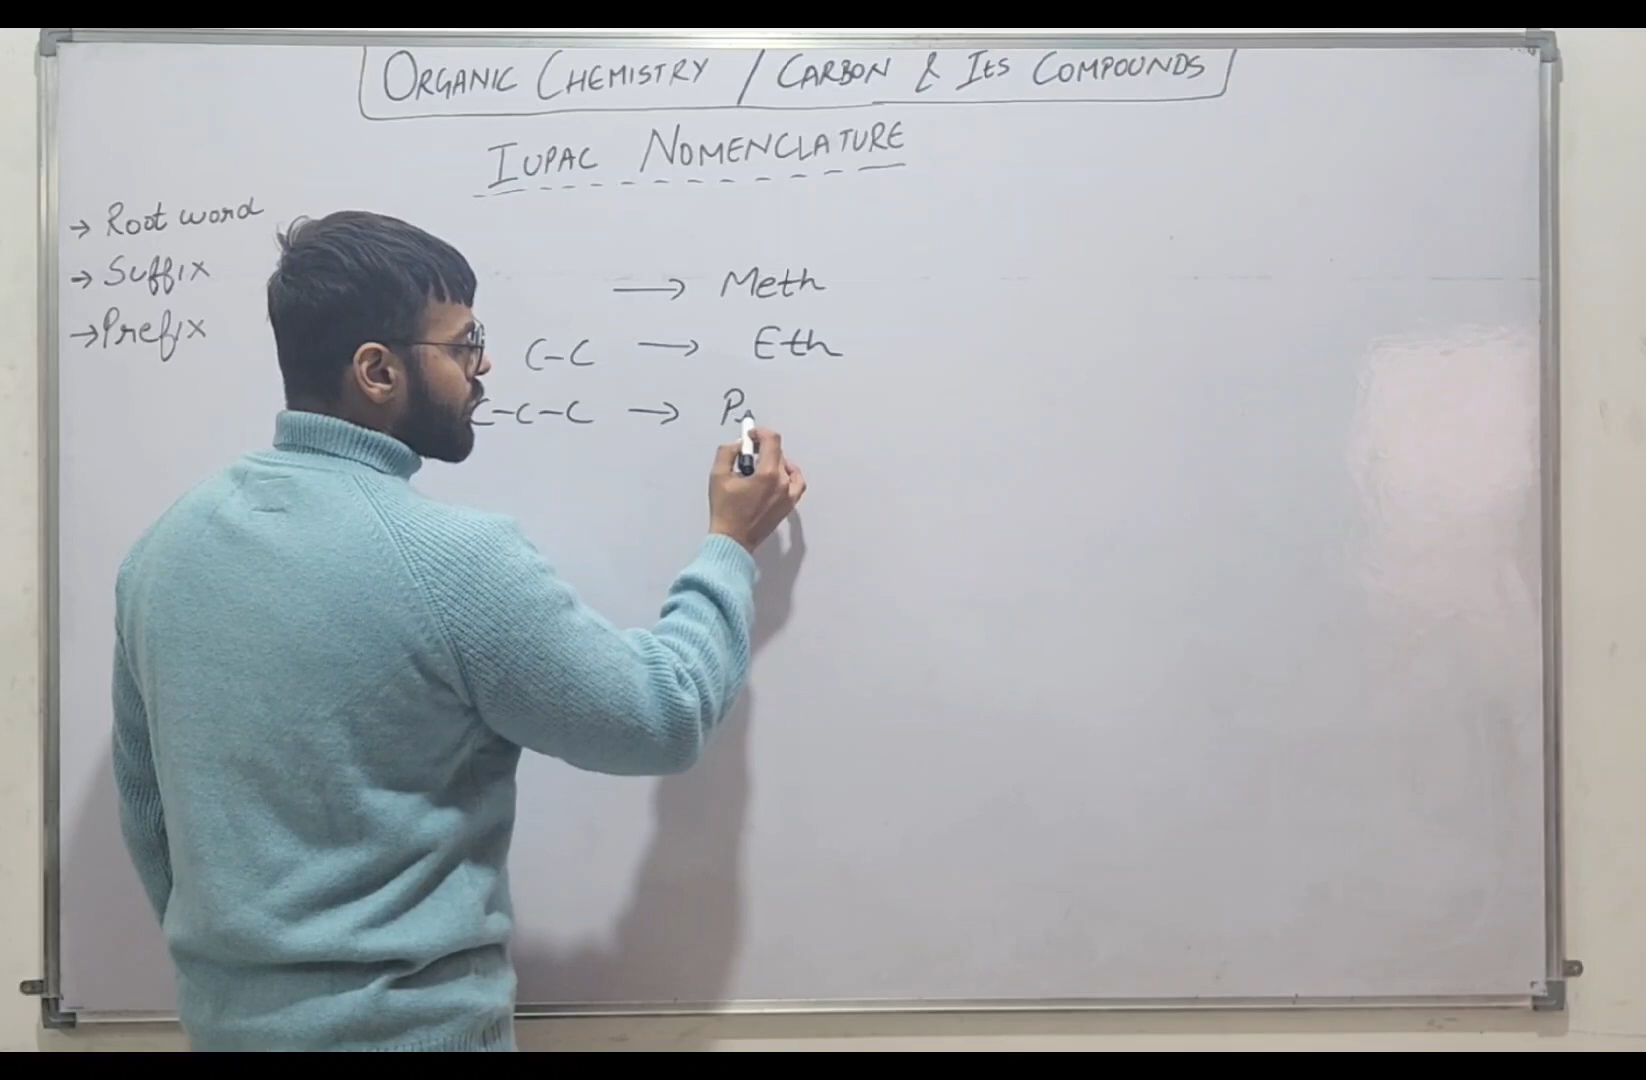 ORGANIC CHEMISTRY / CARBON & Its COMPOUNDS
IUPAC NOMENCLATURE
→ Root word
→ Suffix
→ Prefix
→ Meth
C-C → Eth
C-C-C → P